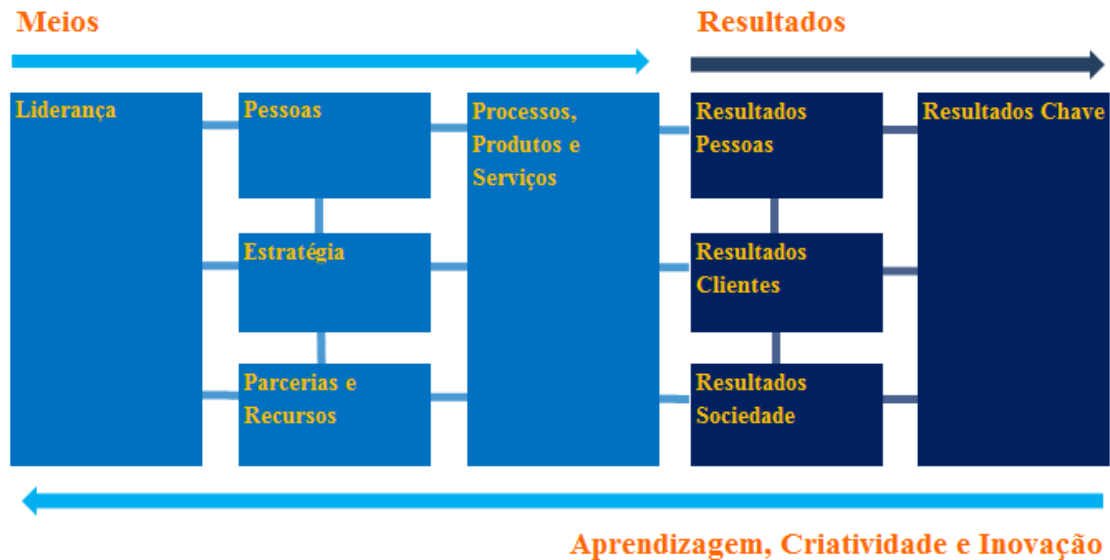 Meios
Resultados
Liderança
Pessoas
Processos,
Produtos e
Serviços
Resultados
Pessoas
Resultados Chave
Estratégia
Resultados
Clientes
Parcerias e
Recursos
Resultados
Sociedade
Aprendizagem, Criatividade e Inovação